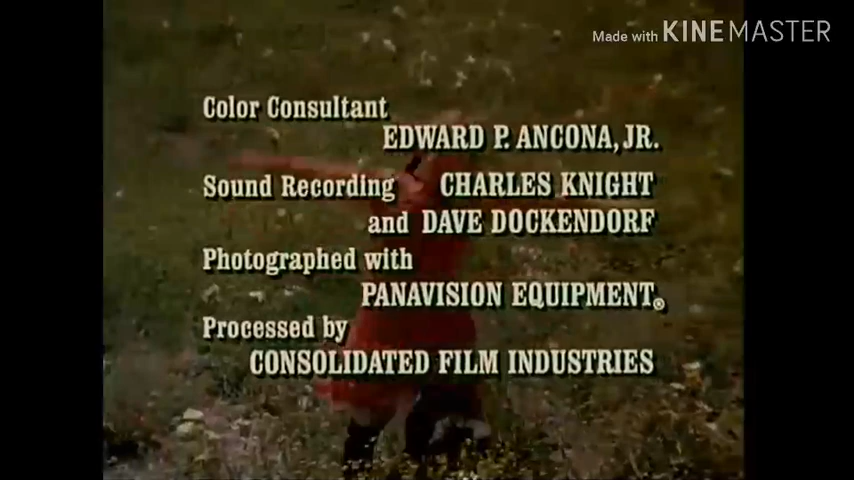 Made with KINEMASTER
Color Consultant
EDWARD P. ANCONA, JR.
Sound Recording CHARLES KNIGHT
and DAVE DOCKENDORF
Photographed with
PANAVISION EQUIPMENT®
Processed by
CONSOLIDATED FILM INDUSTRIES